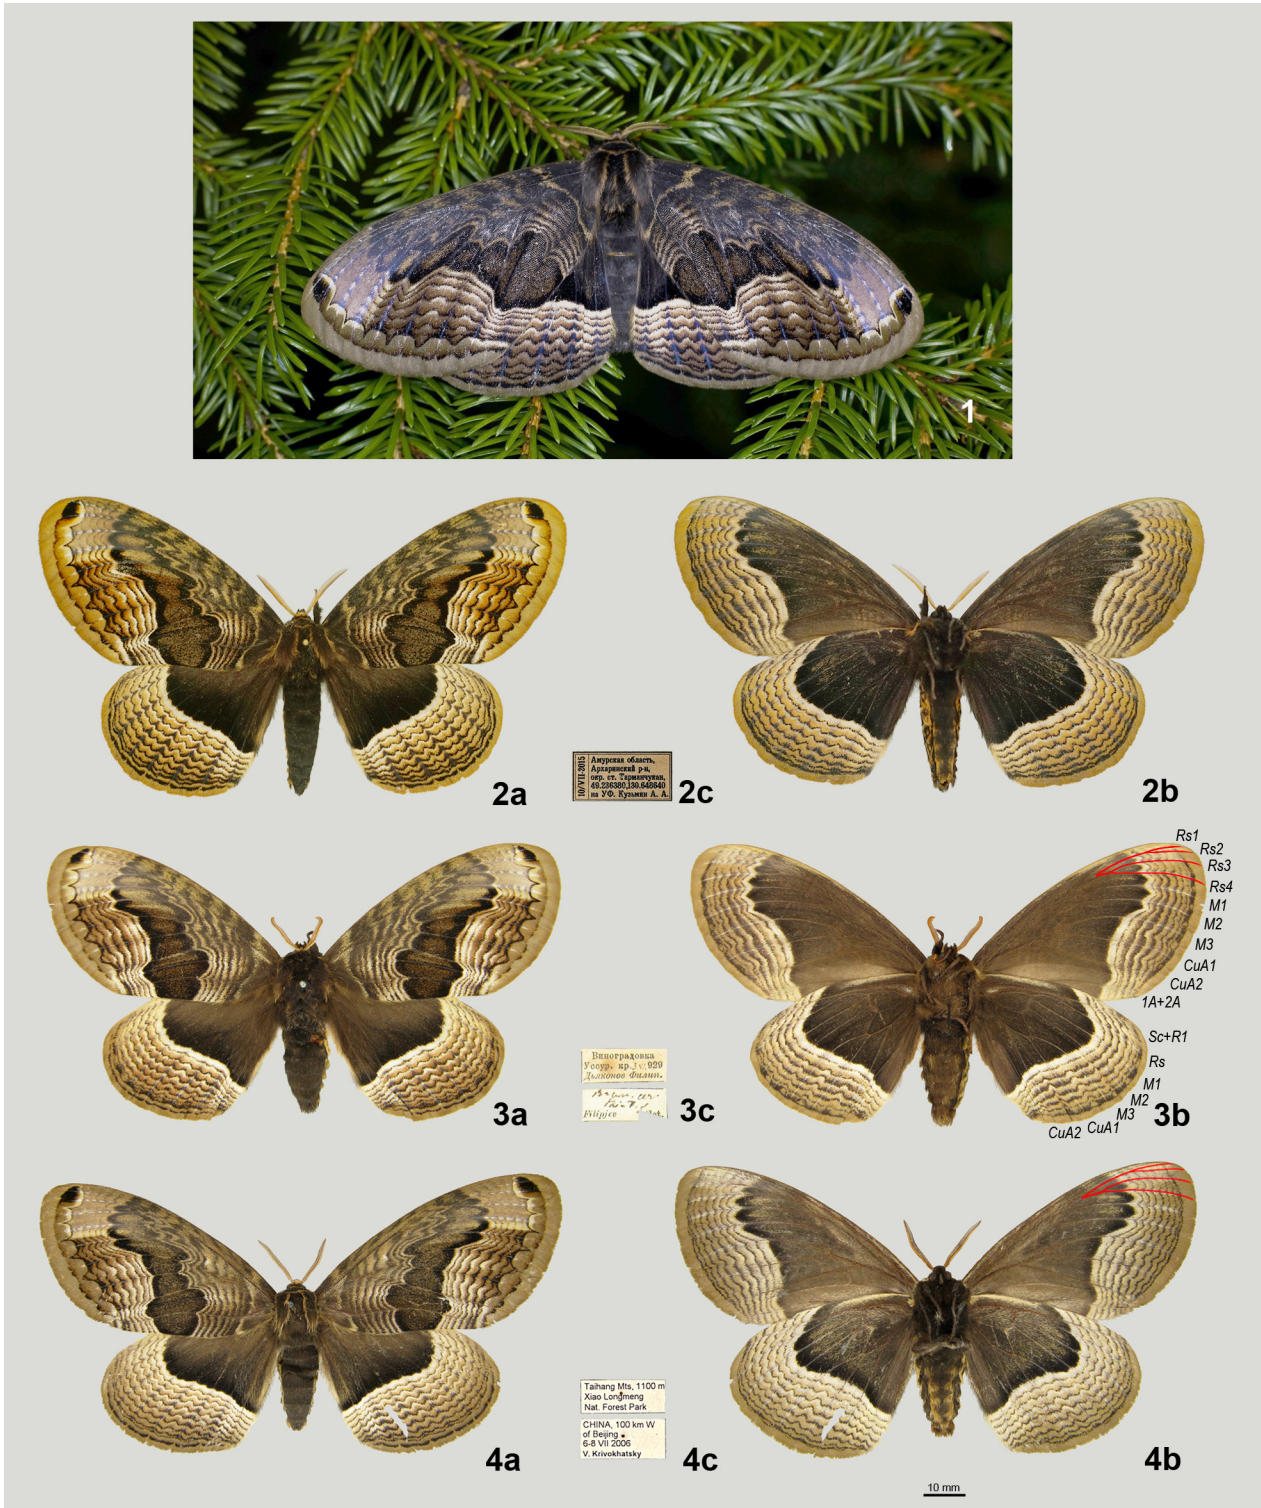 1
2a
10/VII-2015
Амурская область,
Архаринский р-н,
окр. ст. Тарманчукан,
49.236380,130.648640
на УФ. Кузьмин А. А.
2c
2b
3a
Виноградовка
Уссур. кр. 929
Дьяконов Филип.
Filipjev
3c
Rs1
Rs2
Rs3
Rs4
M1
M2
M3
CuA1
CuA2
1A+2A
Sc+R1
Rs
M1
M2
M3
CuA1
CuA2
3b
4a
Taihang Mts, 1100 m
Xiao Longmeng
Nat. Forest Park
CHINA, 100 km W
of Beijing
6-8 VII 2006
V. Krivokhatsky
4c
4b
10 mm